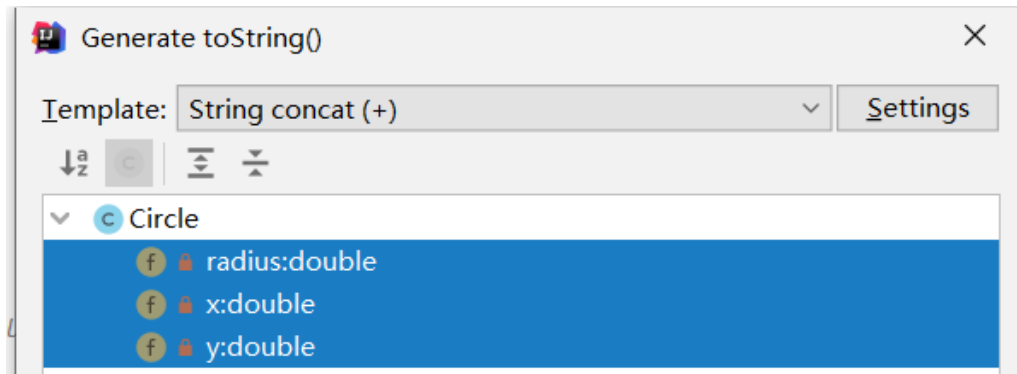 Generate toString()
Template: String concat (+) Settings
Circle
radius:double
x:double
y:double